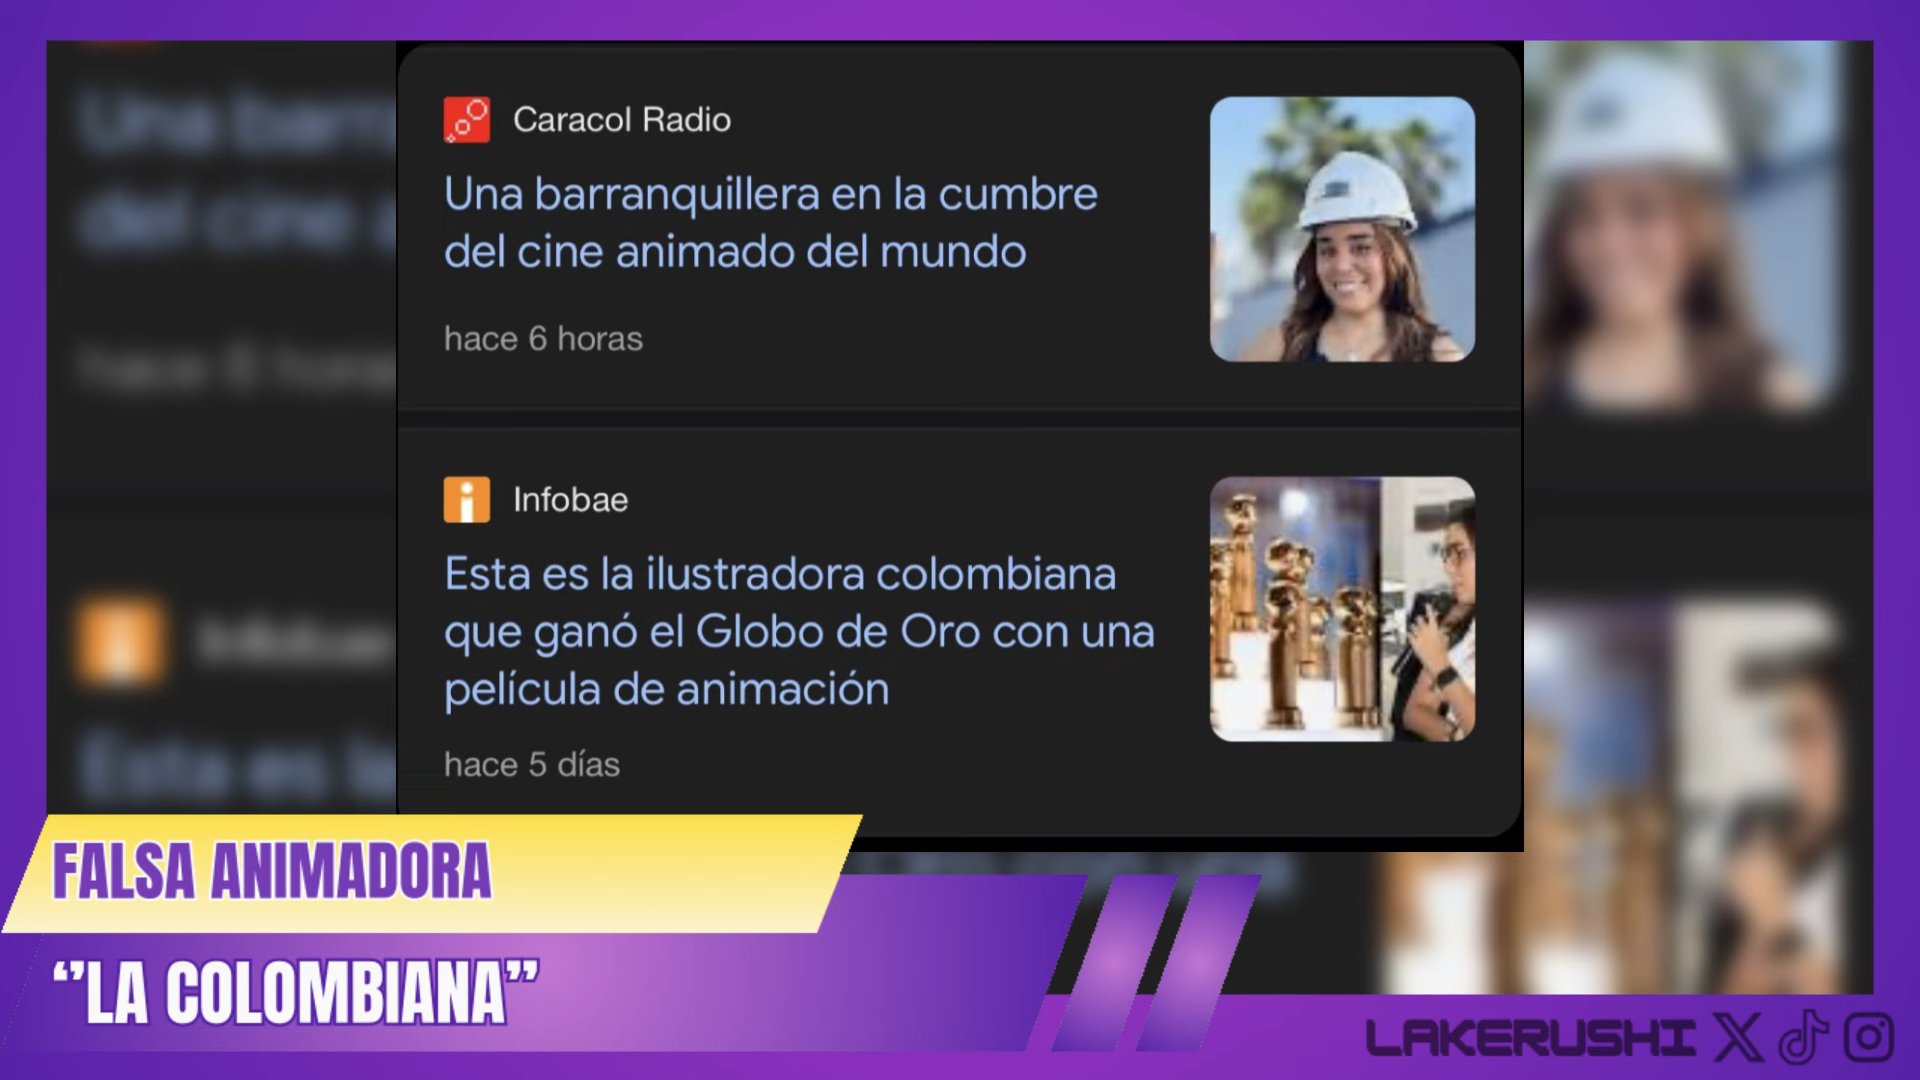 Caracol Radio
Una barranquillera en la cumbre
del cine animado del mundo
hace 6 horas
Infobae
Esta es la ilustradora colombiana
que ganó el Globo de Oro con una
película de animación
hace 5 días
FALSA ANIMADORA
“LA COLOMBIANA”
LAKERUSHI